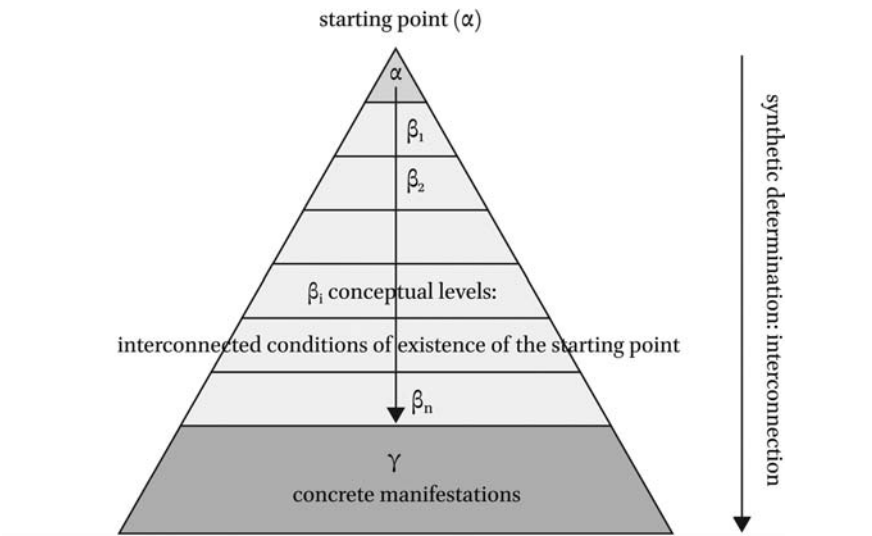 starting point (α)
α
β₁
β₂
βᵢ conceptual levels:
interconnected conditions of existence of the starting point
βₙ
γ
concrete manifestations
synthetic determination: interconnection